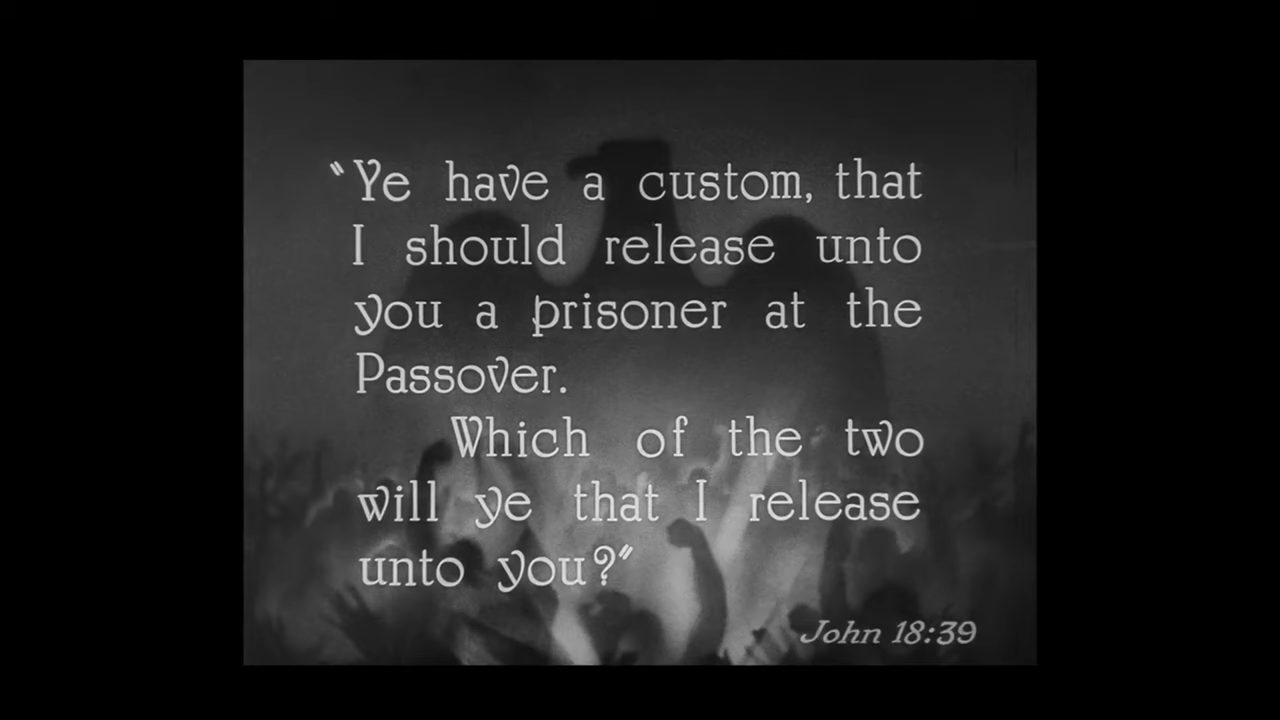 "Ye have a custom, that
I should release unto
you a prisoner at the
Passover.
Which of the two
will ye that I release
unto you?"
John 18:39